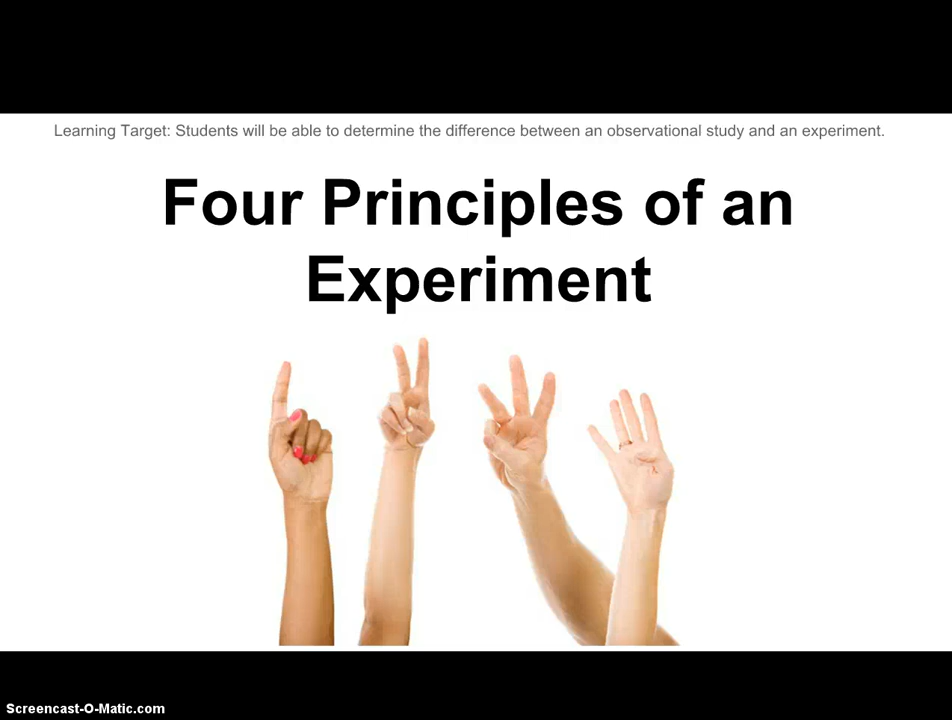 Learning Target: Students will be able to determine the difference between an observational study and an experiment.
Four Principles of an
Experiment
Screencast-O-Matic.com